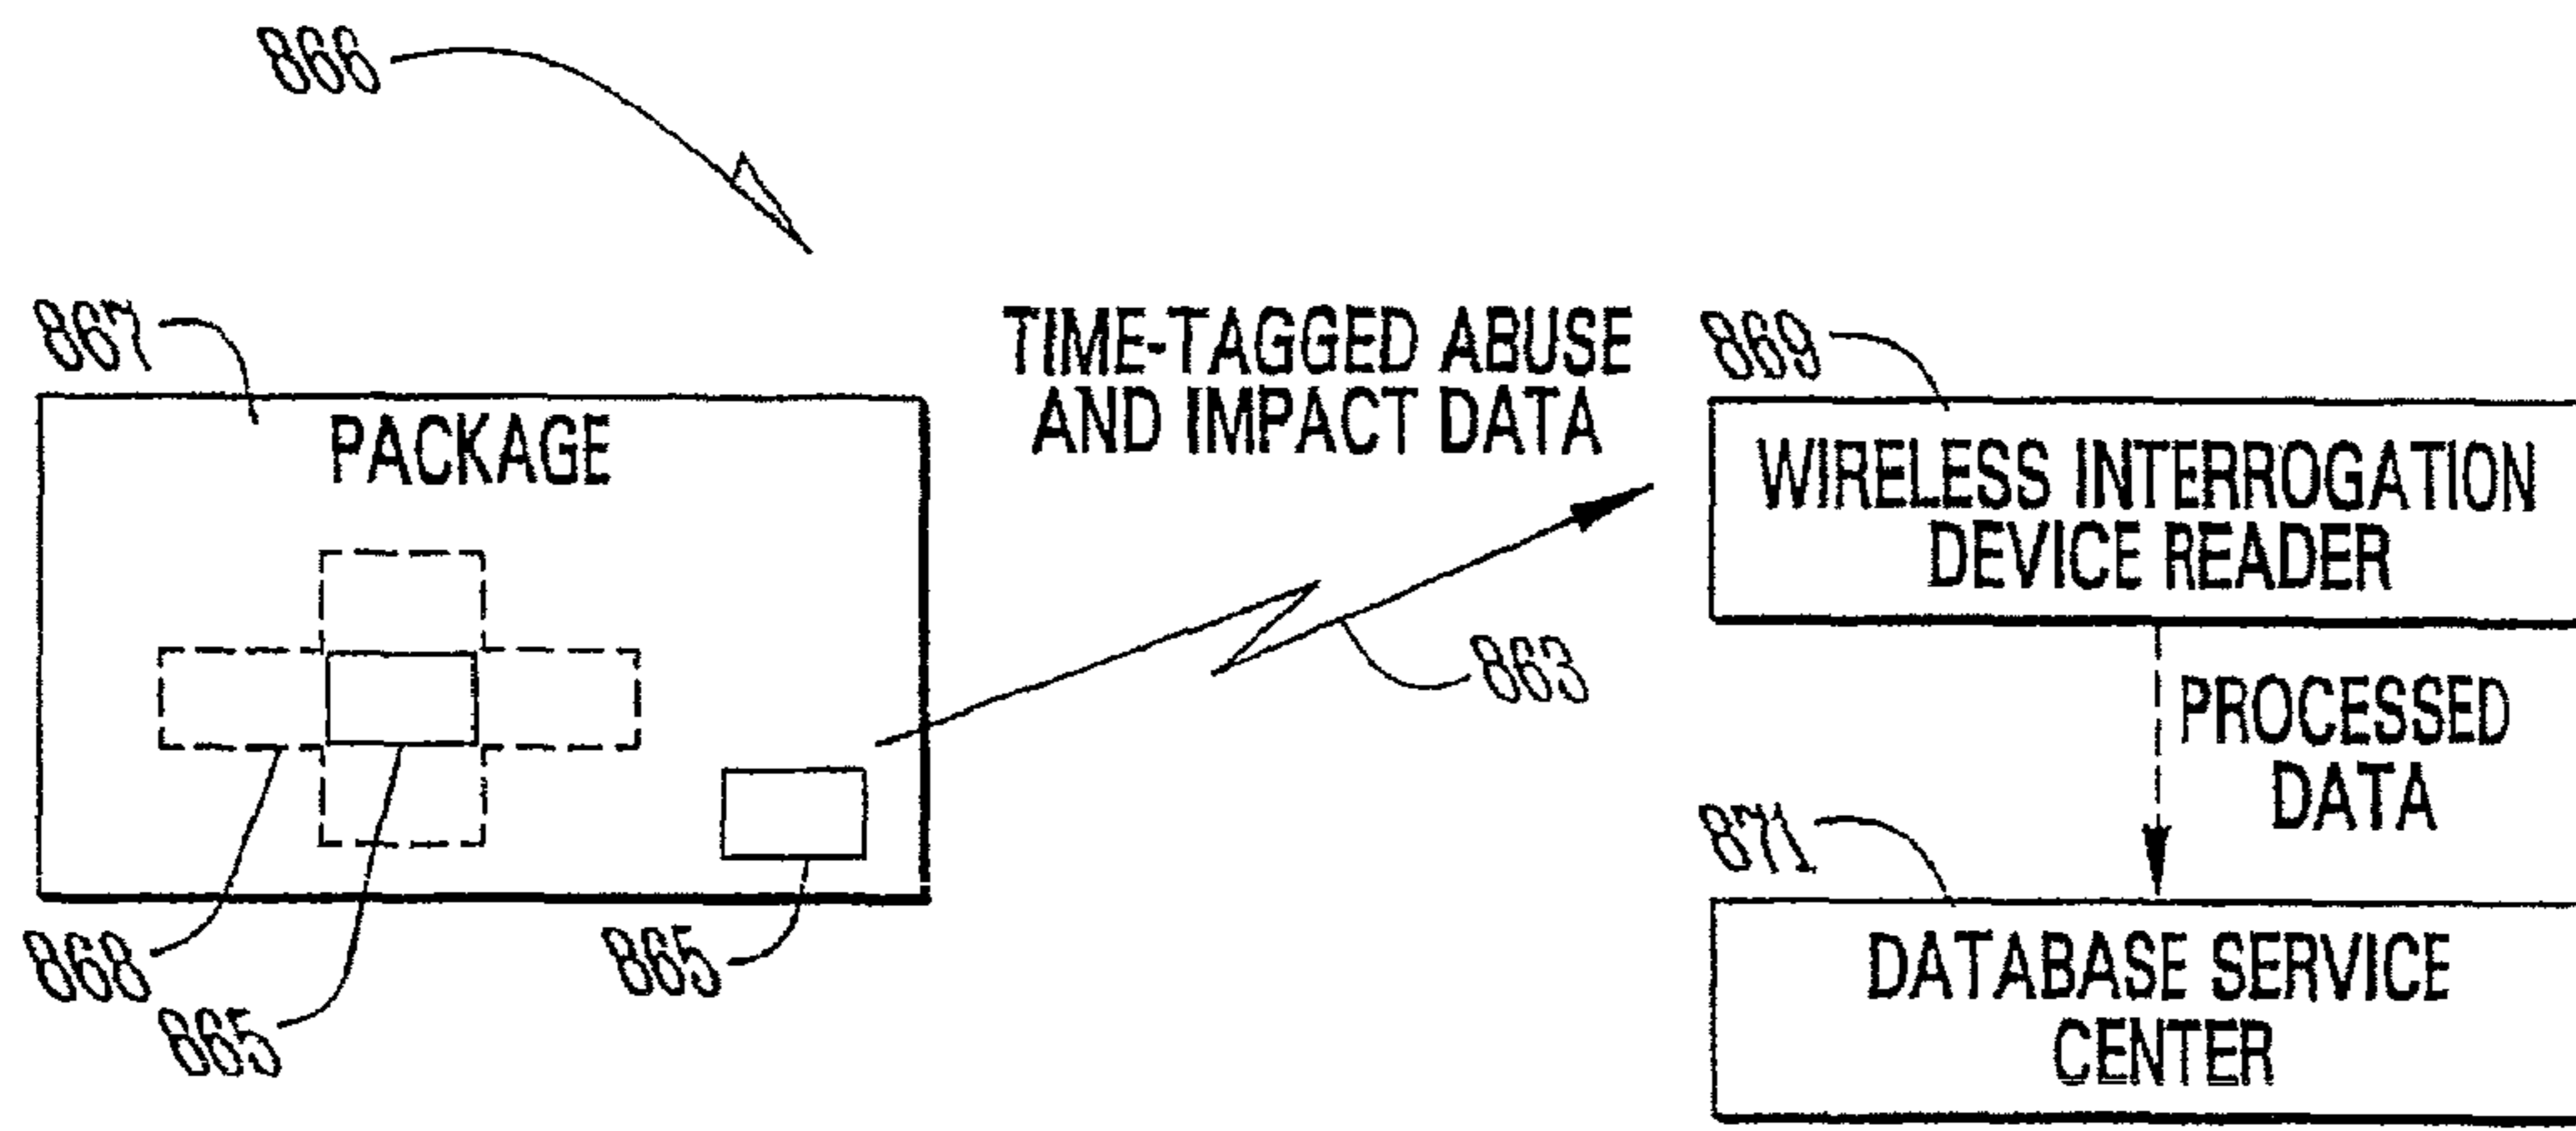 866
867
PACKAGE
TIME-TAGGED ABUSE
AND IMPACT DATA
869
WIRELESS INTERROGATION
DEVICE READER
863
PROCESSED
DATA
871
DATABASE SERVICE
CENTER
868
865
865